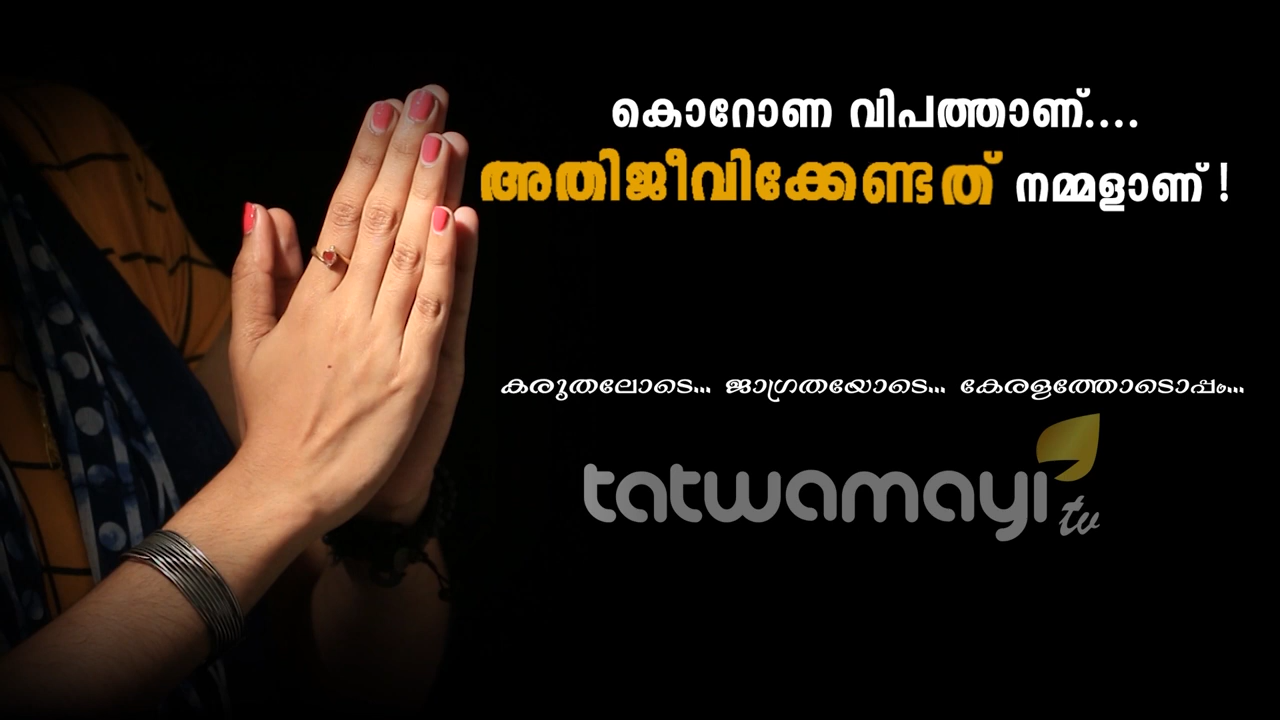 കൊറോണ വിപത്താണ്....
അതിജീവിക്കേണ്ടത് നമ്മളാണ് !
കരുതലോടെ... ജാഗ്രതയോടെ... കേരളത്തോടൊപ്പം...
tatwamayi
tv